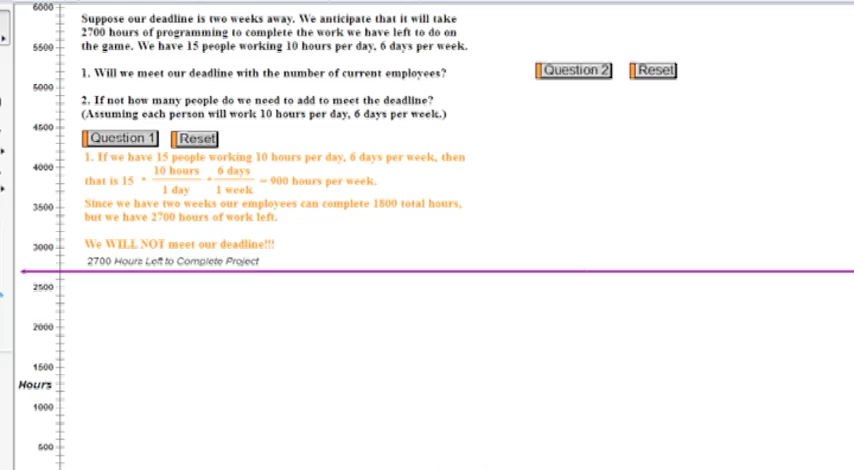 6000
Suppose our deadline is two weeks away. We anticipate that it will take
2700 hours of programming to complete the work we have left to do on
the game. We have 15 people working 10 hours per day, 6 days per week.
5500
1. Will we meet our deadline with the number of current employees?
Question 2 Reset
5000
2. If not how many people do we need to add to meet the deadline?
(Assuming each person will work 10 hours per day, 6 days per week.)
4500
Question 1 Reset
1. If we have 15 people working 10 hours per day, 6 days per week, then
4000
10 hours 6 days
that is 15 * * = 900 hours per week.
1 day 1 week
3500
Since we have two weeks our employees can complete 1800 total hours,
but we have 2700 hours of work left.
3000
We WILL NOT meet our deadline!!!
2700 Hours Left to Complete Project
2500
2000
1500
Hours
1000
500